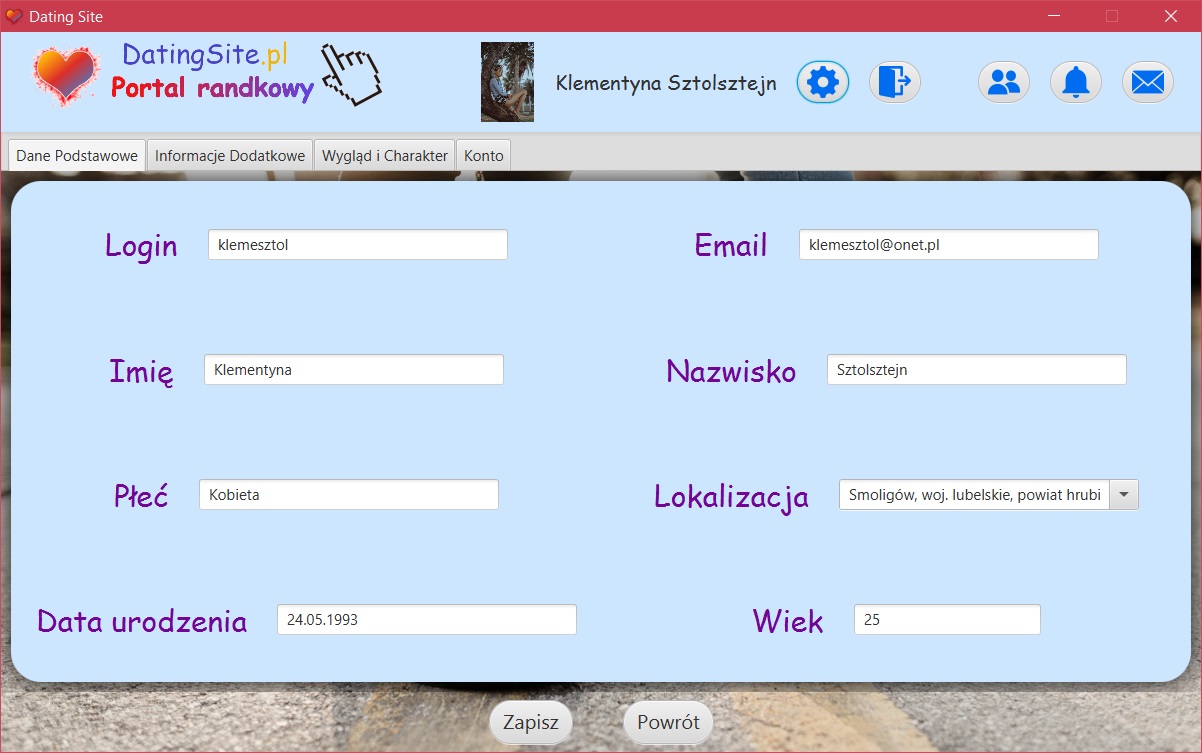 Dating Site
DatingSite.pl
Portal randkowy
Klementyna Sztolsztejn
Dane Podstawowe Informacje Dodatkowe Wygląd i Charakter Konto
Login klemesztol Email klemesztol@onet.pl
Imię Klementyna Nazwisko Sztolsztejn
Płeć Kobieta Lokalizacja Smoligów, woj. lubelskie, powiat hrubi
Data urodzenia 24.05.1993 Wiek 25
Zapisz Powrót